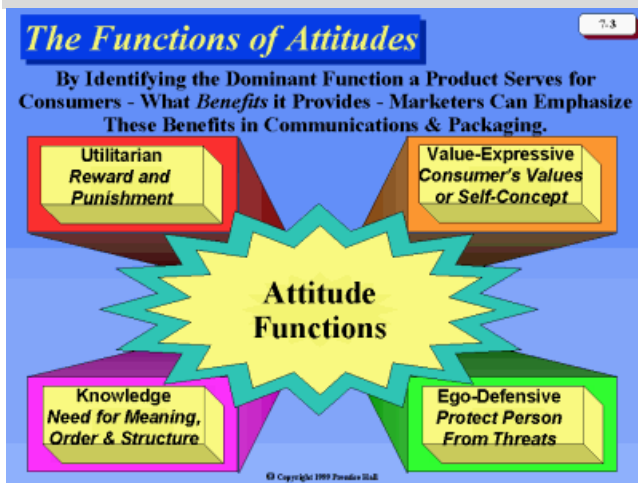 The Functions of Attitudes
7-3
By Identifying the Dominant Function a Product Serves for
Consumers - What Benefits it Provides - Marketers Can Emphasize
These Benefits in Communications & Packaging.
Utilitarian
Reward and
Punishment
Value-Expressive
Consumer's Values
or Self-Concept
Attitude
Functions
Knowledge
Need for Meaning,
Order & Structure
Ego-Defensive
Protect Person
From Threats
© Copyright 1999 Prentice Hall